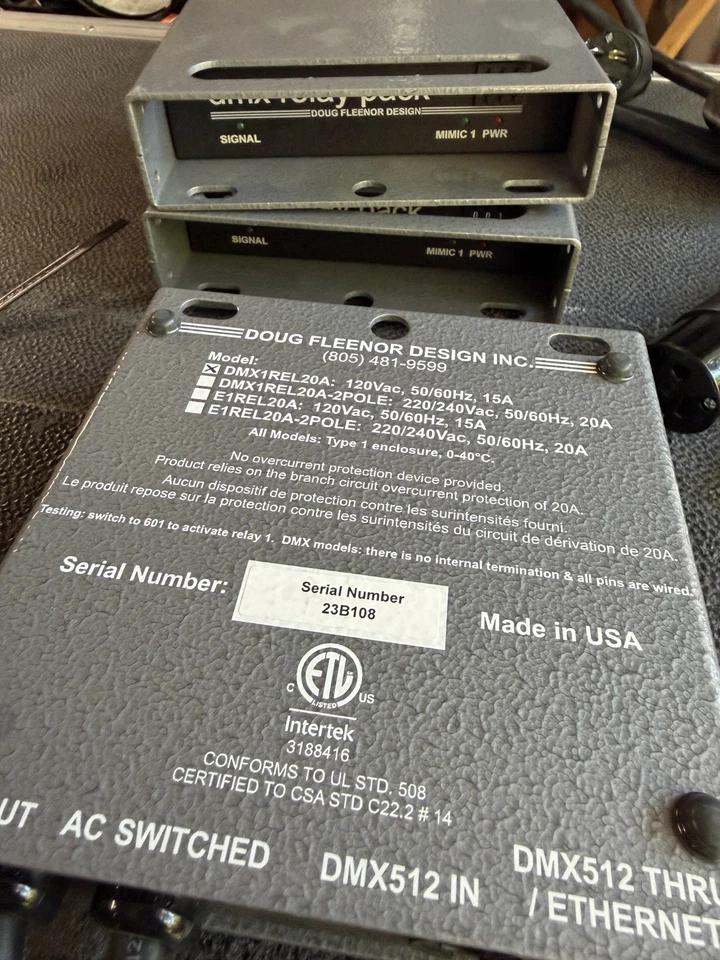 dmx relay pack
DOUG FLEENOR DESIGN
SIGNAL
MIMIC 1 PWR
pack
001
SIGNAL
MIMIC 1 PWR
DOUG FLEENOR DESIGN INC.
(805) 481-9599
Model:
DMX1REL20A: 120Vac, 50/60Hz, 15A
DMX1REL20A-2POLE: 220/240Vac, 50/60Hz, 20A
E1REL20A: 120Vac, 50/60Hz, 15A
E1REL20A-2POLE: 220/240Vac, 50/60Hz, 20A
All Models: Type 1 enclosure, 0-40°C.
No overcurrent protection device provided.
Product relies on the branch circuit overcurrent protection of 20A.
Aucun dispositif de protection contre les surintensités fourni.
Le produit repose sur la protection contre les surintensités du circuit de dérivation de 20A.
Testing: switch to 601 to activate relay 1. DMX models: there is no internal termination & all pins are wired.
Serial Number:
Serial Number
23B108
Made in USA
ETL
C LISTED US
Intertek
3188416
CONFORMS TO UL STD. 508
CERTIFIED TO CSA STD C22.2 # 14
UT AC SWITCHED
DMX512 IN
DMX512 THRU
/ ETHERNET